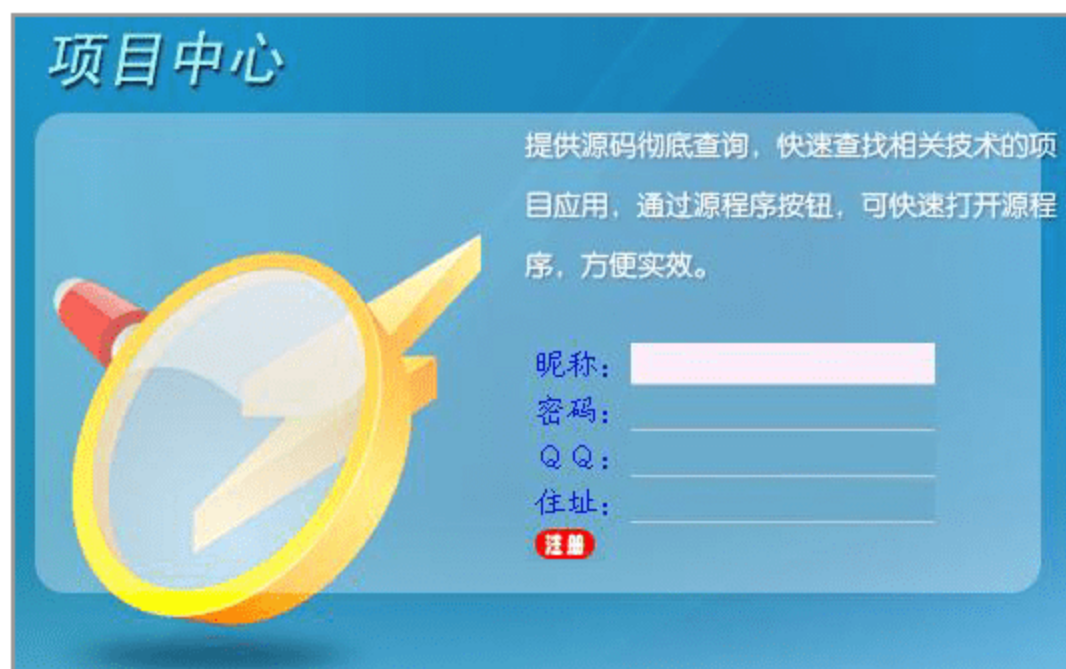 项目中心
提供源码彻底查询，快速查找相关技术的项
目应用，通过源程序按钮，可快速打开源程
序，方便实效。
昵称：
密码：
ＱＱ：
住址：
注册